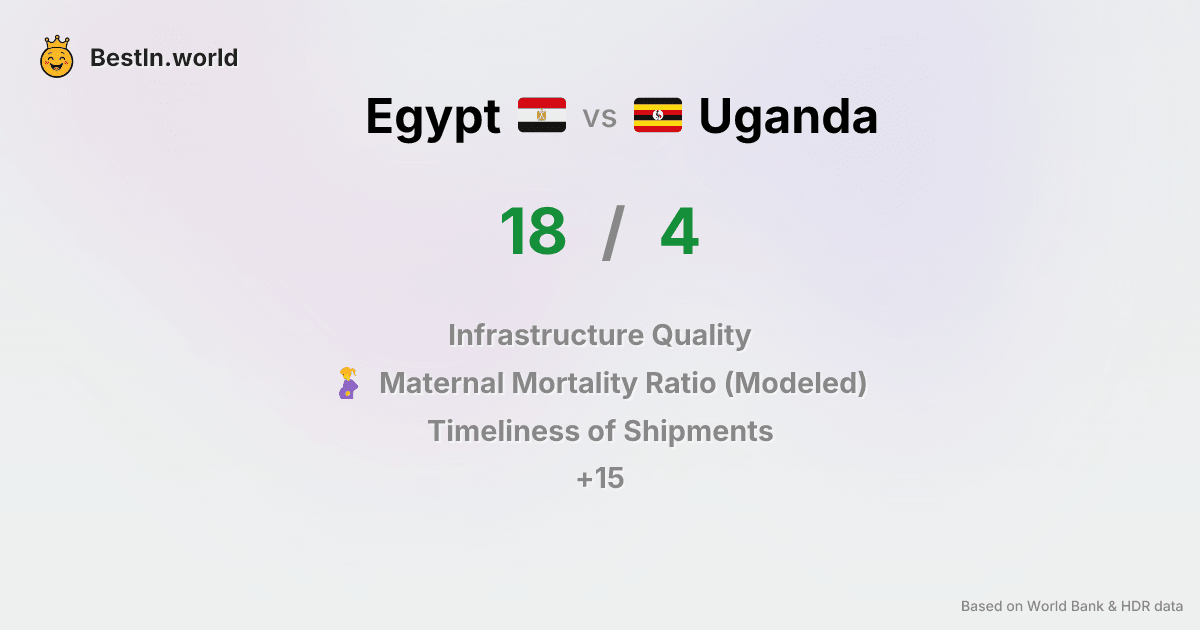 BestIn.world
Egypt vs Uganda
18 / 4
Infrastructure Quality
Maternal Mortality Ratio (Modeled)
Timeliness of Shipments
+15
Based on World Bank & HDR data